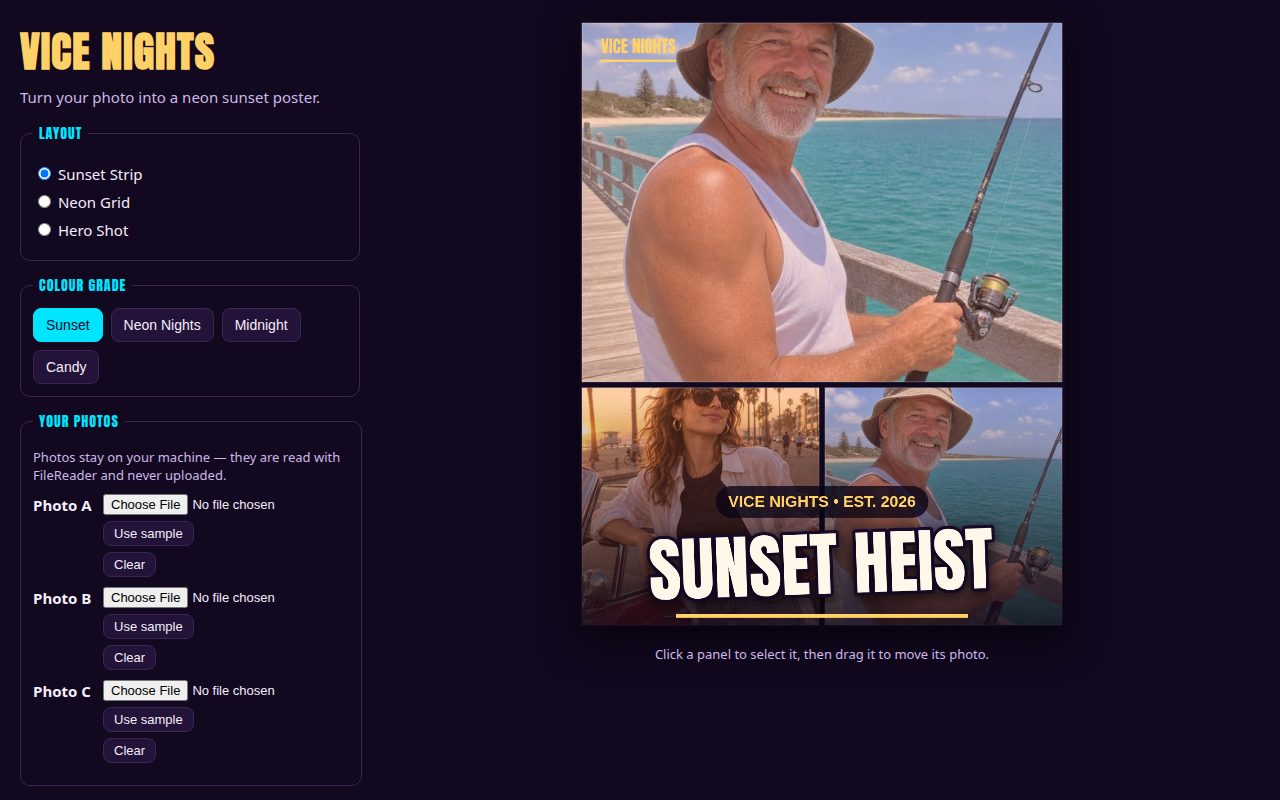 VICE NIGHTS
Turn your photo into a neon sunset poster.
LAYOUT
Sunset Strip
Neon Grid
Hero Shot
COLOUR GRADE
Sunset
Neon Nights
Midnight
Candy
YOUR PHOTOS
Photos stay on your machine — they are read with
FileReader and never uploaded.
Photo A
Choose File No file chosen
Use sample
Clear
Photo B
Choose File No file chosen
Use sample
Clear
Photo C
Choose File No file chosen
Use sample
Clear
VICE NIGHTS
VICE NIGHTS • EST. 2026
SUNSET HEIST
Click a panel to select it, then drag it to move its photo.